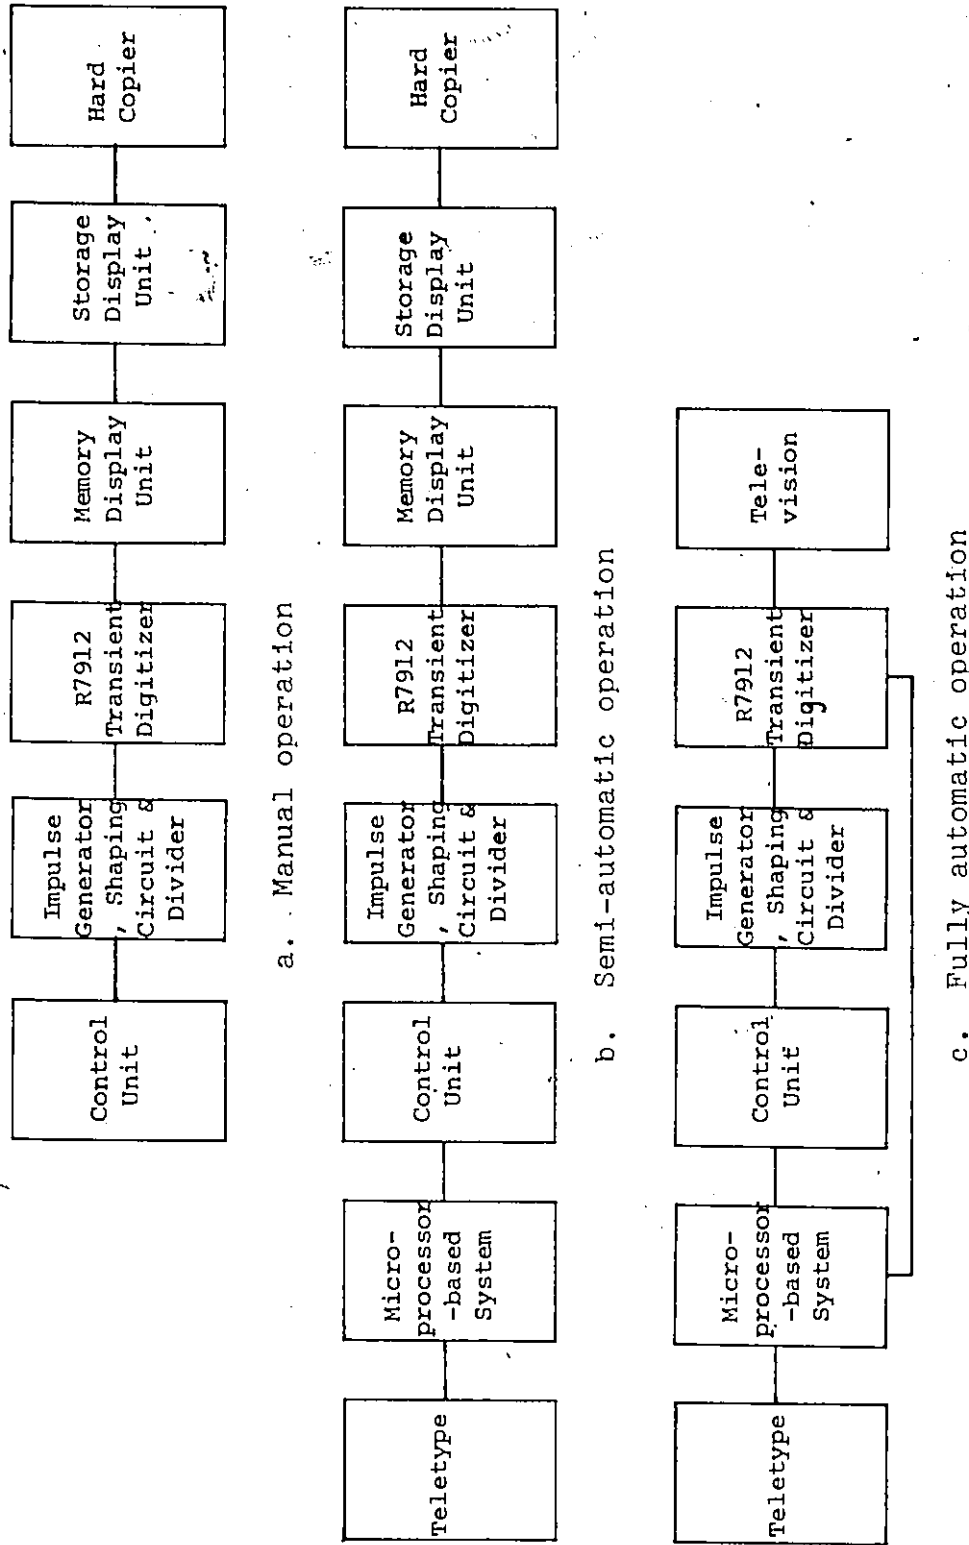 Control
Unit
Impulse
Generator
, Shaping
Circuit &
Divider
R7912
Transient
Digitizer
Memory
Display
Unit
Storage
Display
Unit
Hard
Copier
a. Manual operation
Teletype
Micro-
processor
-based
System
Control
Unit
Impulse
Generator
, Shaping
Circuit &
Divider
R7912
Transient
Digitizer
Memory
Display
Unit
Storage
Display
Unit
Hard
Copier
b. Semi-automatic operation
Teletype
Micro-
processor
-based
System
Control
Unit
Impulse
Generator
, Shaping
Circuit &
Divider
R7912
Transient
Digitizer
Tele-
vision
c. Fully automatic operation